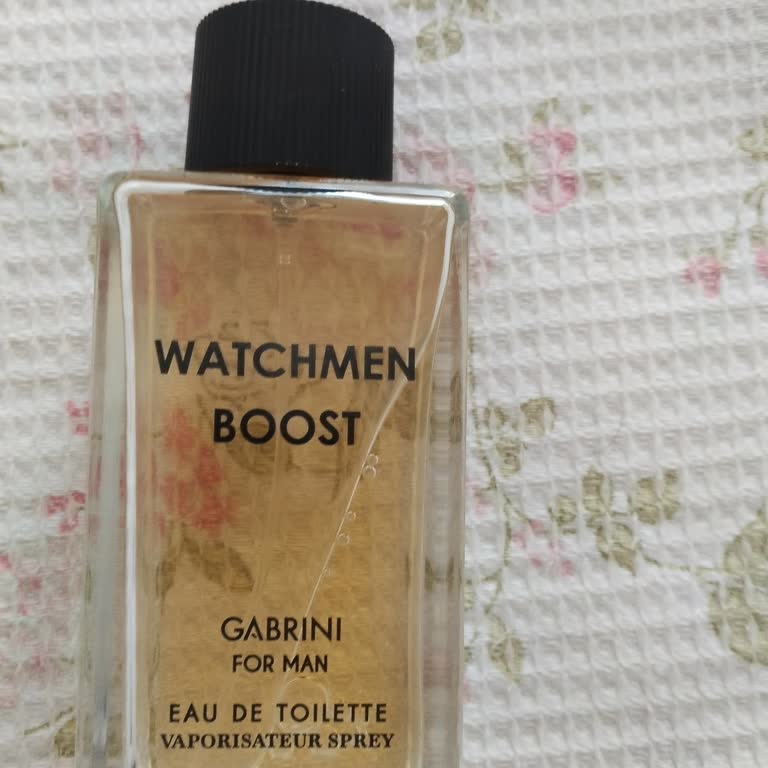 WATCHMEN
BOOST
GABRINI
FOR MAN
EAU DE TOILETTE
VAPORISATEUR SPREY